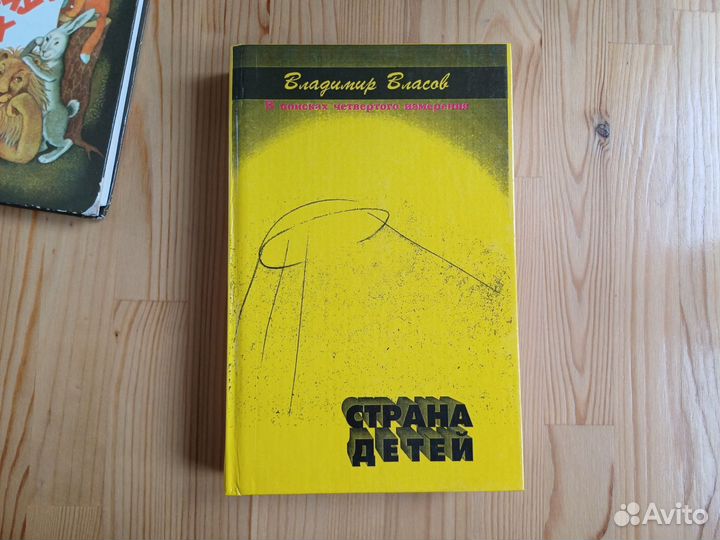 Владимир Власов
В поисках четвертого измерения
СТРАНА
ДЕТЕЙ
Avito